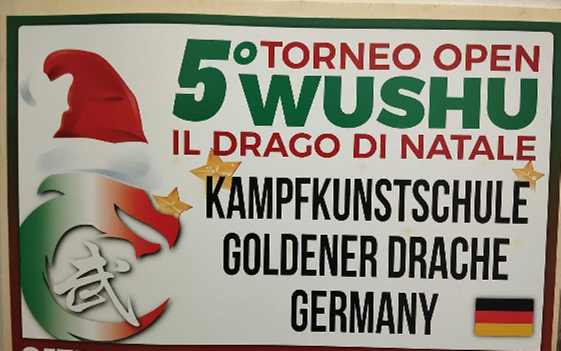 5° TORNEO OPEN
WUSHU
IL DRAGO DI NATALE
KAMPFKUNSTSCHULE
GOLDENER DRACHE
GERMANY
武